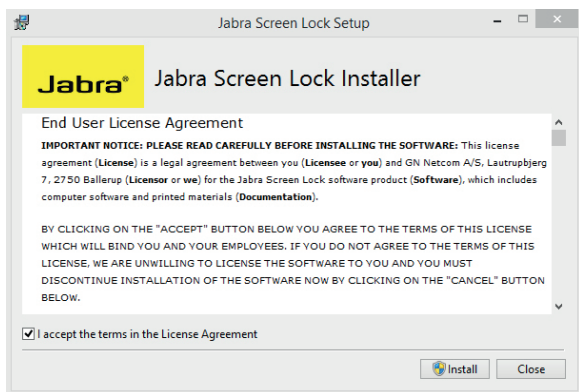 Jabra Screen Lock Setup
Jabra®
Jabra Screen Lock Installer
End User License Agreement
IMPORTANT NOTICE: PLEASE READ CAREFULLY BEFORE INSTALLING THE SOFTWARE: This license
agreement (License) is a legal agreement between you (Licensee or you) and GN Netcom A/S, Lautrupbjerg
7, 2750 Ballerup (Licensor or we) for the Jabra Screen Lock software product (Software), which includes
computer software and printed materials (Documentation).
BY CLICKING ON THE "ACCEPT" BUTTON BELOW YOU AGREE TO THE TERMS OF THIS LICENSE
WHICH WILL BIND YOU AND YOUR EMPLOYEES. IF YOU DO NOT AGREE TO THE TERMS OF THIS
LICENSE, WE ARE UNWILLING TO LICENSE THE SOFTWARE TO YOU AND YOU MUST
DISCONTINUE INSTALLATION OF THE SOFTWARE NOW BY CLICKING ON THE "CANCEL" BUTTON
BELOW.
I accept the terms in the License Agreement
Install
Close